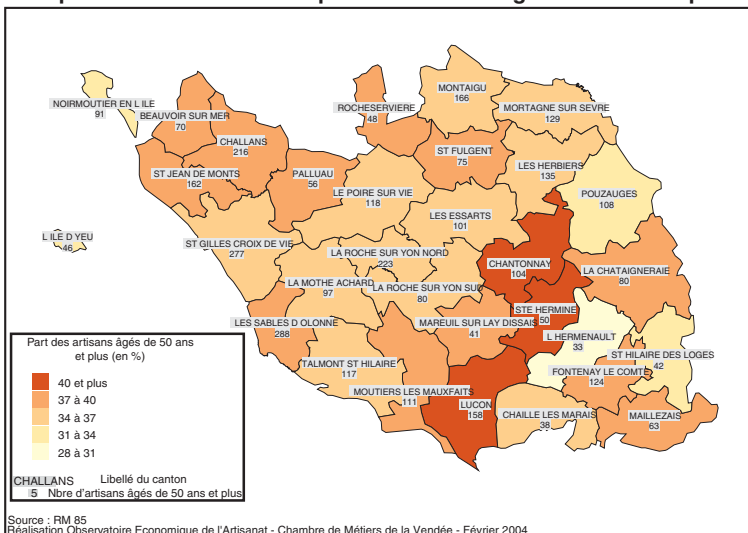 MONTAIGU
166
NOIRMOUTIER EN L ILE
91
BEAUVOIR SUR MER
70
ROCHESERVIERE
48
MORTAGNE SUR SEVRE
129
CHALLANS
216
ST FULGENT
75
LES HERBIERS
135
ST JEAN DE MONTS
162
PALLUAU
56
LE POIRE SUR VIE
118
POUZAUGES
108
LES ESSARTS
101
L ILE D YEU
46
ST GILLES CROIX DE VIE
277
LA ROCHE SUR YON NORD
223
CHANTONNAY
104
LA CHATAIGNERAIE
80
LA MOTHE ACHARD
97
LA ROCHE SUR YON SUD
80
STE HERMINE
50
LES SABLES D OLONNE
288
MAREUIL SUR LAY DISSAIS
41
L HERMENAULT
33
ST HILAIRE DES LOGES
42
TALMONT ST HILAIRE
117
FONTENAY LE COMTE
124
MOUTIERS LES MAUXFAITS
111
LUCON
158
CHAILLE LES MARAIS
38
MAILLEZAIS
63
Part des artisans âgés de 50 ans
et plus (en %)
40 et plus
37 à 40
34 à 37
31 à 34
28 à 31
CHALLANS Libellé du canton
5 Nbre d'artisans âgés de 50 ans et plus
Source : RM 85
Réalisation Observatoire Economique de l'Artisanat - Chambre de Métiers de la Vendée - Février 2004